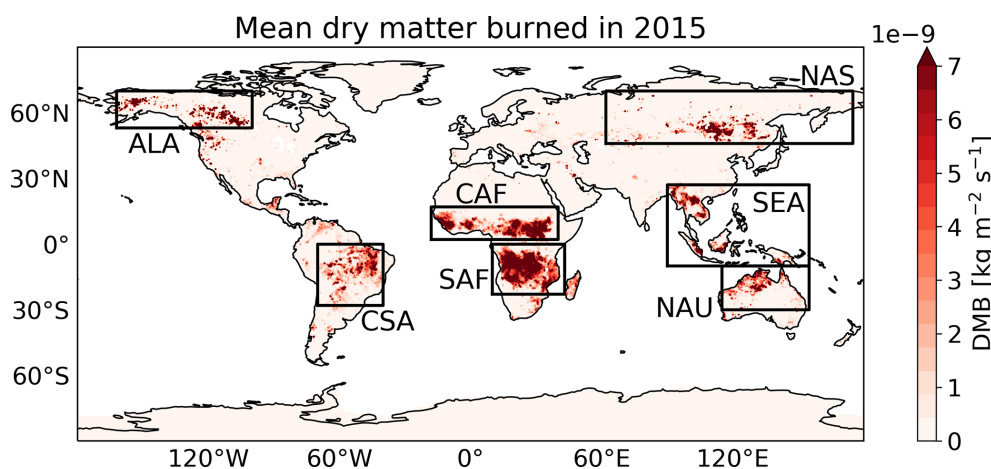 Mean dry matter burned in 2015
1e−9
7
6
5
4
3
2
1
0
DMB [kg m⁻² s⁻¹]
60°N
30°N
0°
30°S
60°S
120°W
60°W
0°
60°E
120°E
NAS
ALA
CAF
SEA
SAF
NAU
CSA